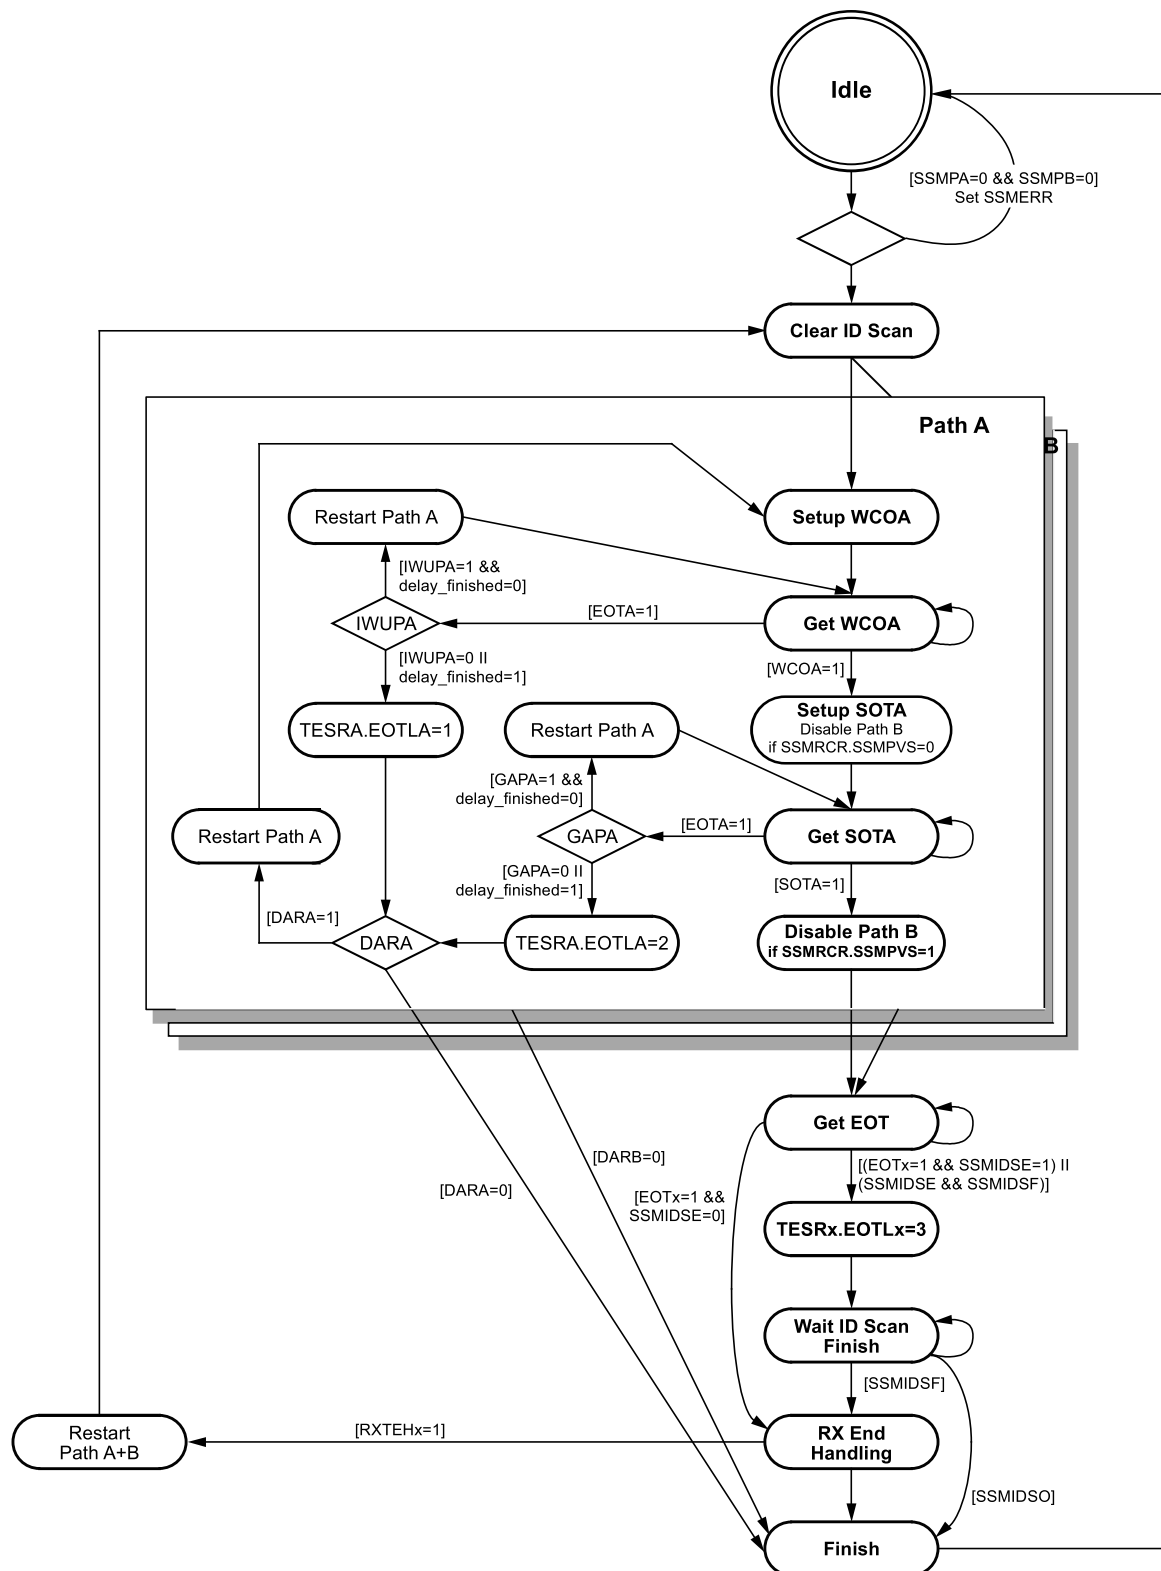 Idle
[SSMPA=0 && SSMPB=0]
Set SSMERR
Clear ID Scan
Path A
B
Restart Path A
Setup WCOA
[IWUPA=1 &&
delay_finished=0]
IWUPA
[EOTA=1]
Get WCOA
[IWUPA=0 II
delay_finished=1]
[WCOA=1]
TESRA.EOTLA=1
Restart Path A
Setup SOTA
Disable Path B
if SSMRCR.SSMPVS=0
[GAPA=1 &&
delay_finished=0]
Restart Path A
GAPA
[EOTA=1]
Get SOTA
[GAPA=0 II
delay_finished=1]
[SOTA=1]
[DARA=1]
DARA
TESRA.EOTLA=2
Disable Path B
if SSMRCR.SSMPVS=1
Get EOT
[DARB=0]
[DARA=0]
[EOTx=1 &&
SSMIDSE=0]
[(EOTx=1 && SSMIDSE=1) II
(SSMIDSE && SSMIDSF)]
TESRx.EOTLx=3
Wait ID Scan
Finish
[SSMIDSF]
Restart
Path A+B
[RXTEHx=1]
RX End
Handling
[SSMIDSO]
Finish